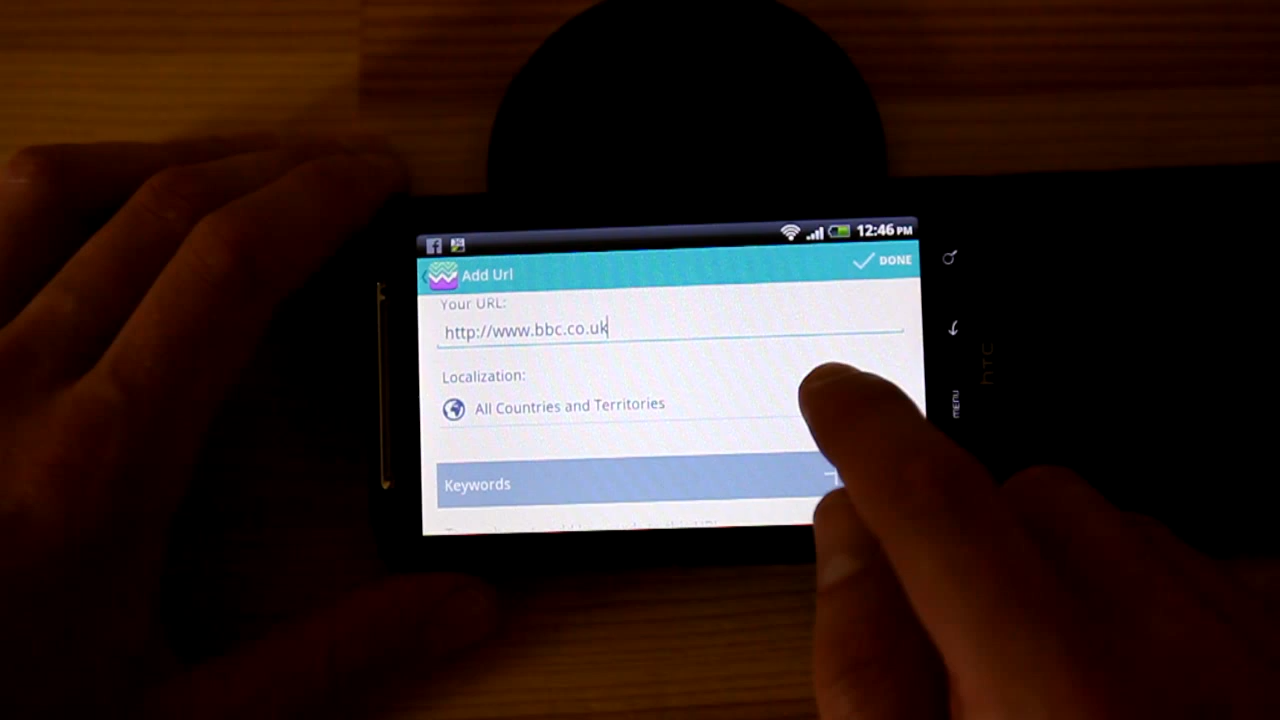 12:46 PM
Add Url
DONE
Your URL:
http://www.bbc.co.uk
Localization:
All Countries and Territories
Keywords
MENU
hTC